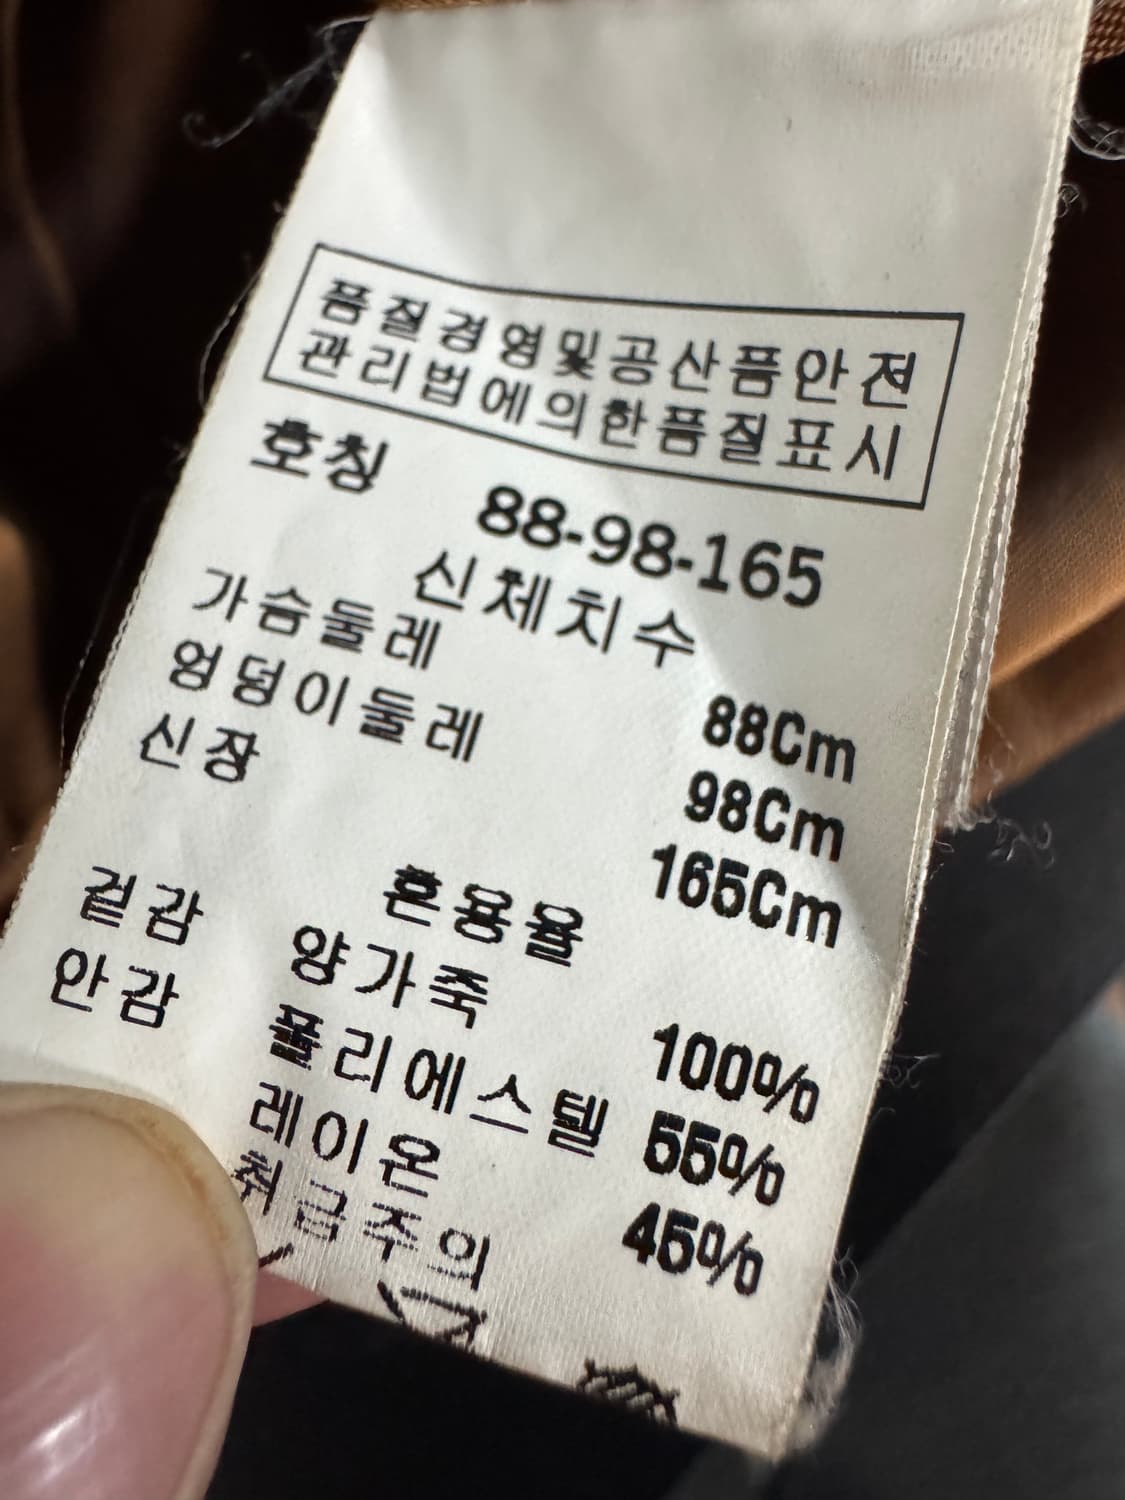 품질경영및공산품안전
관리법에의한품질표시
호칭 88-98-165
신체치수
가슴둘레 88Cm
엉덩이둘레 98Cm
신장 165Cm
혼용율
겉감 양가죽 100%
안감 폴리에스텔 55%
레이온 45%
취급주의